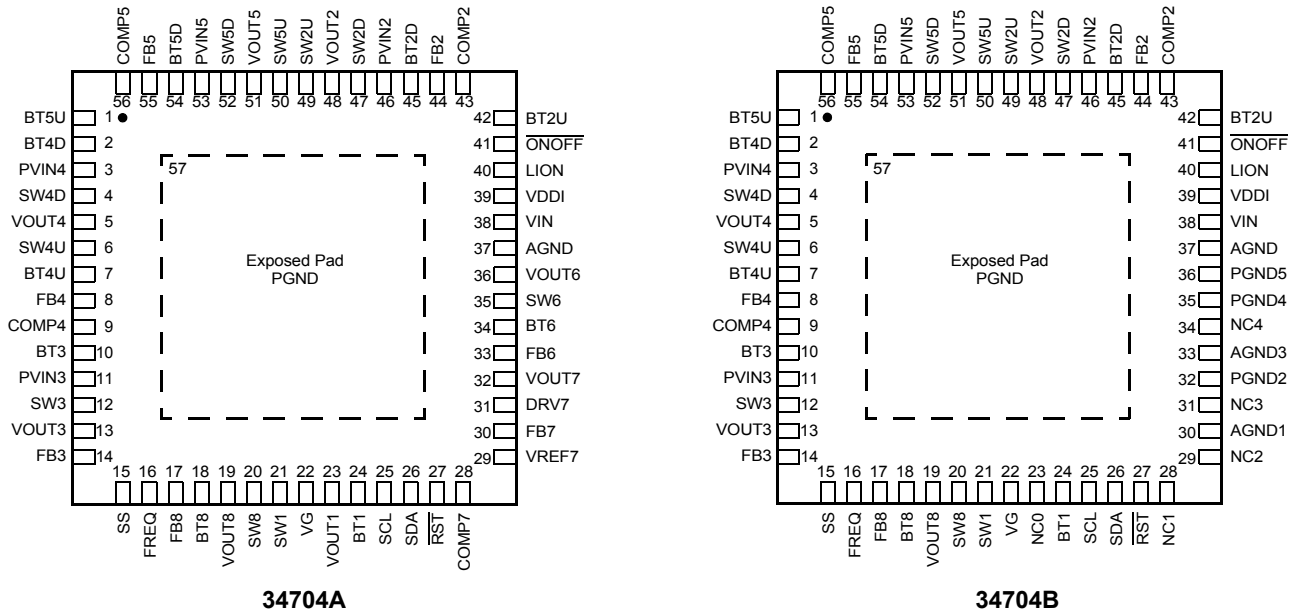 COMP5 FB5 BT5D PVIN5 SW5D VOUT5 SW5U SW2U VOUT2 SW2D PVIN2 BT2D FB2 COMP2
56 55 54 53 52 51 50 49 48 47 46 45 44 43
BT5U 1 42 BT2U
BT4D 2 41 ONOFF
PVIN4 3 57 40 LION
SW4D 4 39 VDDI
VOUT4 5 38 VIN
SW4U 6 37 AGND
Exposed Pad
PGND
BT4U 7 36 VOUT6
FB4 8 35 SW6
COMP4 9 34 BT6
BT3 10 33 FB6
PVIN3 11 32 VOUT7
SW3 12 31 DRV7
VOUT3 13 30 FB7
FB3 14 29 VREF7
15 16 17 18 19 20 21 22 23 24 25 26 27 28
SS FREQ FB8 BT8 VOUT8 SW8 SW1 VG VOUT1 BT1 SCL SDA RST COMP7
34704A
COMP5 FB5 BT5D PVIN5 SW5D VOUT5 SW5U SW2U VOUT2 SW2D PVIN2 BT2D FB2 COMP2
56 55 54 53 52 51 50 49 48 47 46 45 44 43
BT5U 1 42 BT2U
BT4D 2 41 ONOFF
PVIN4 3 57 40 LION
SW4D 4 39 VDDI
VOUT4 5 38 VIN
SW4U 6 37 AGND
Exposed Pad
PGND
BT4U 7 36 PGND5
FB4 8 35 PGND4
COMP4 9 34 NC4
BT3 10 33 AGND3
PVIN3 11 32 PGND2
SW3 12 31 NC3
VOUT3 13 30 AGND1
FB3 14 29 NC2
15 16 17 18 19 20 21 22 23 24 25 26 27 28
SS FREQ FB8 BT8 VOUT8 SW8 SW1 VG NC0 BT1 SCL SDA RST NC1
34704B